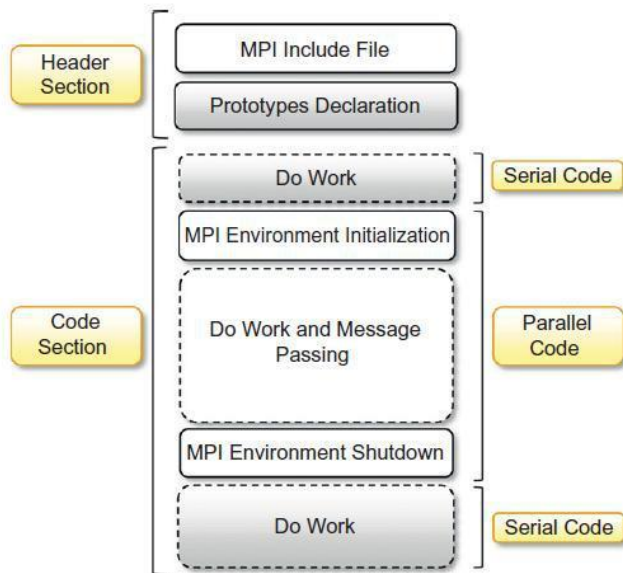 Header
Section
MPI Include File
Prototypes Declaration
Do Work
Serial Code
MPI Environment Initialization
Code
Section
Do Work and Message
Passing
Parallel
Code
MPI Environment Shutdown
Do Work
Serial Code